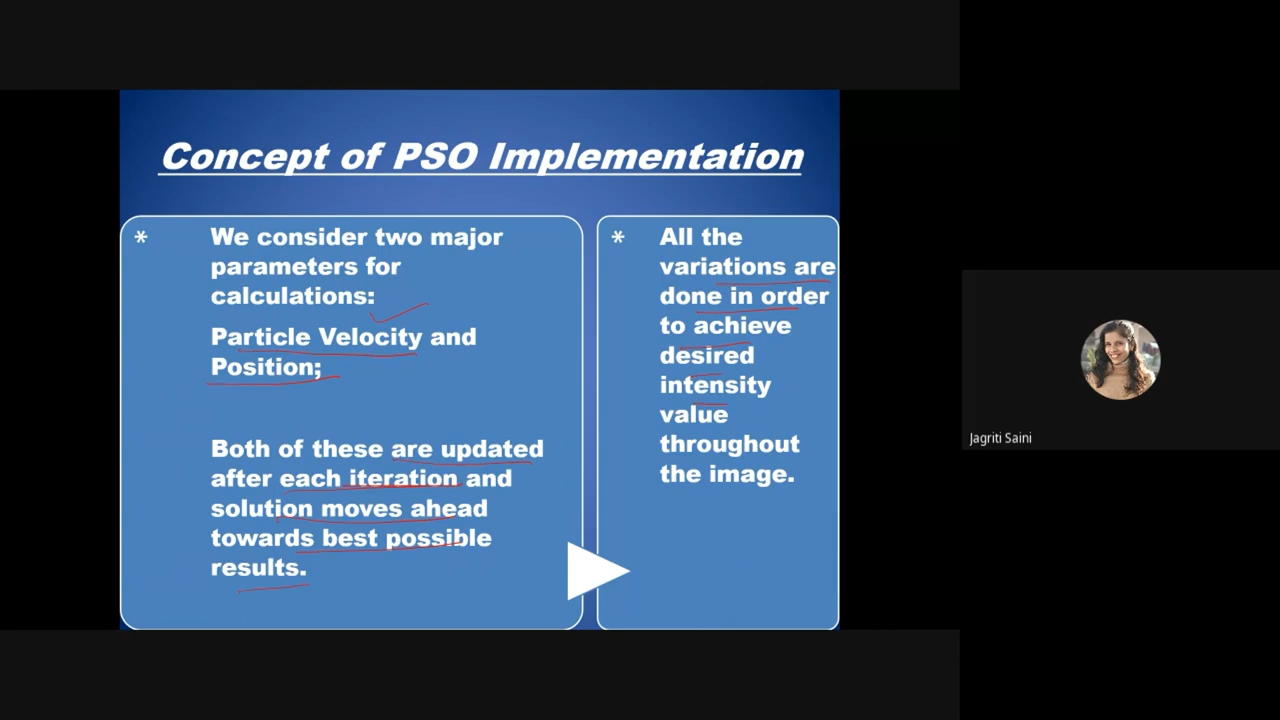 Concept of PSO Implementation
* We consider two major
parameters for
calculations:
Particle Velocity and
Position;
Both of these are updated
after each iteration and
solution moves ahead
towards best possible
results.
* All the
variations are
done in order
to achieve
desired
intensity
value
throughout
the image.
Jagriti Saini